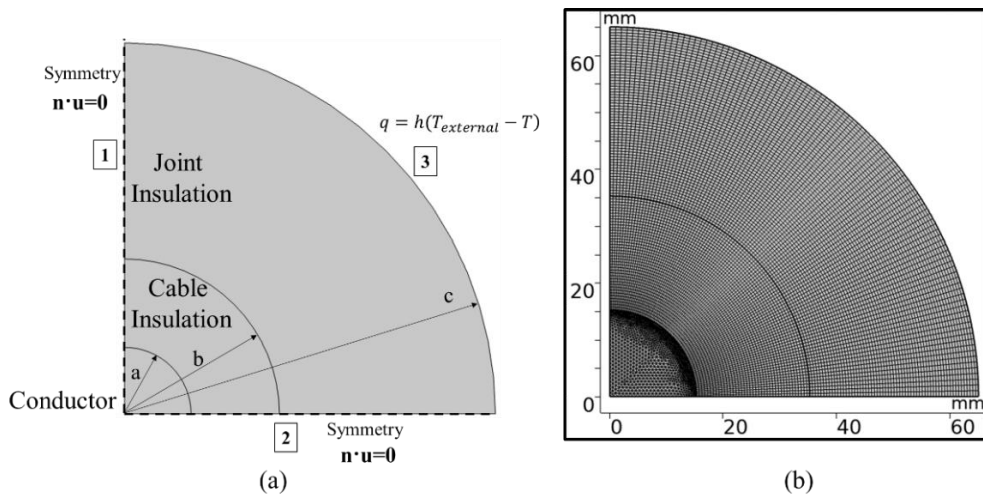 Symmetry
n·u=0
1
Joint
Insulation
Cable
Insulation
Conductor
a
b
c
q = h(T_external − T)
3
2
Symmetry
n·u=0
(a)
mm
60
40
20
0
0
20
40
60
mm
(b)